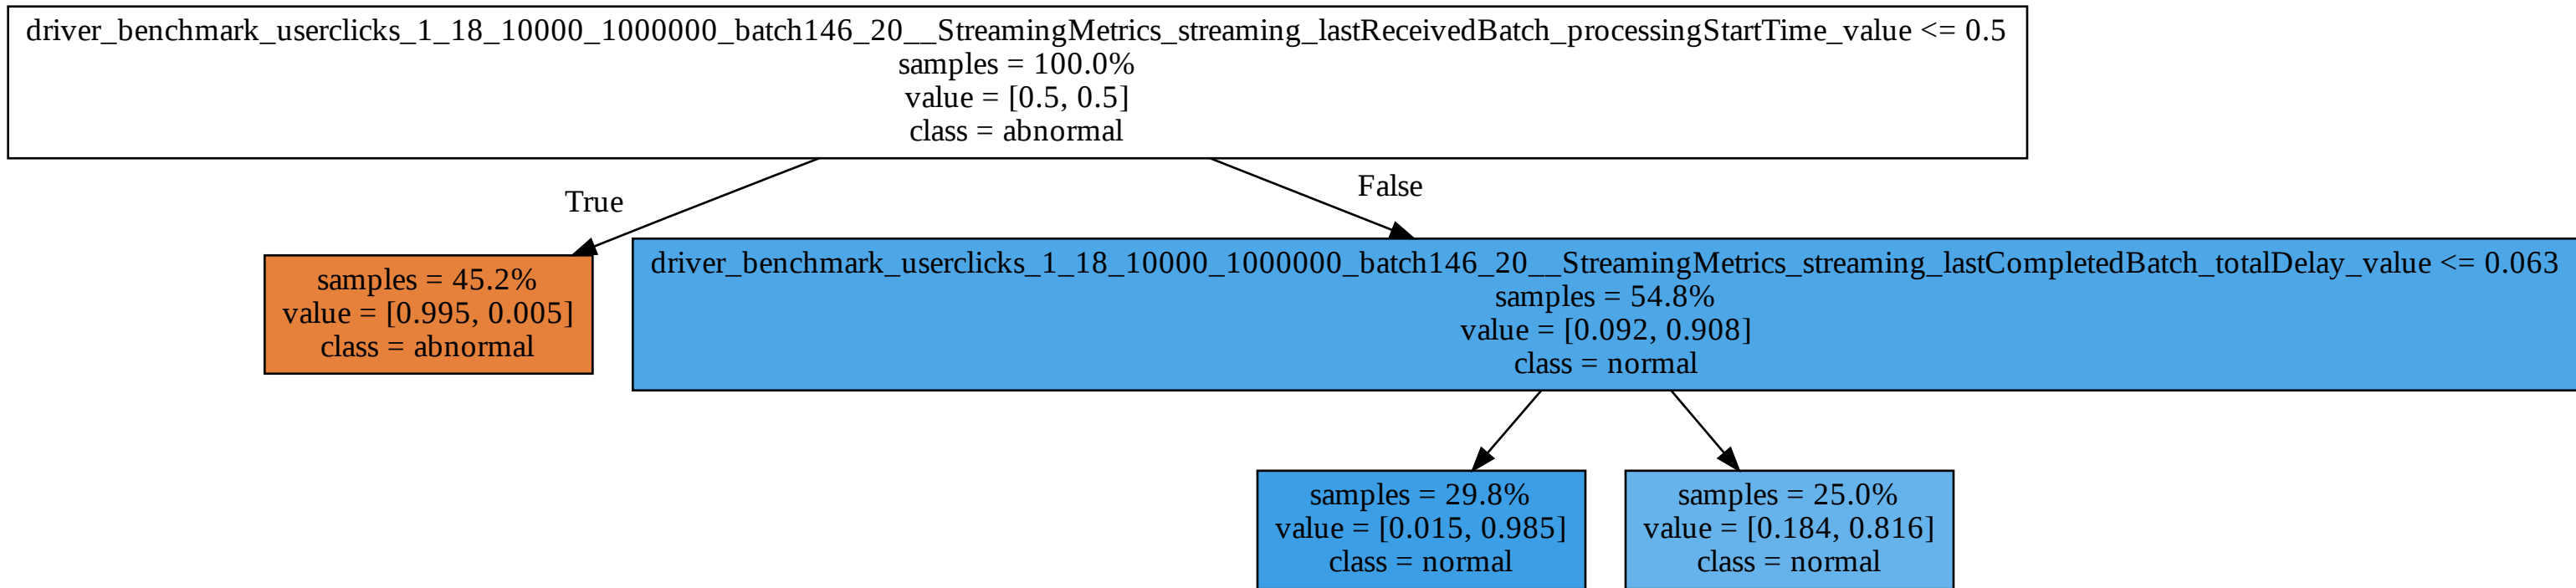 driver_benchmark_userclicks_1_18_10000_1000000_batch146_20__StreamingMetrics_streaming_lastReceivedBatch_processingStartTime_value <= 0.5
samples = 100.0%
value = [0.5, 0.5]
class = abnormal
True
False
samples = 45.2%
value = [0.995, 0.005]
class = abnormal
driver_benchmark_userclicks_1_18_10000_1000000_batch146_20__StreamingMetrics_streaming_lastCompletedBatch_totalDelay_value <= 0.063
samples = 54.8%
value = [0.092, 0.908]
class = normal
samples = 29.8%
value = [0.015, 0.985]
class = normal
samples = 25.0%
value = [0.184, 0.816]
class = normal